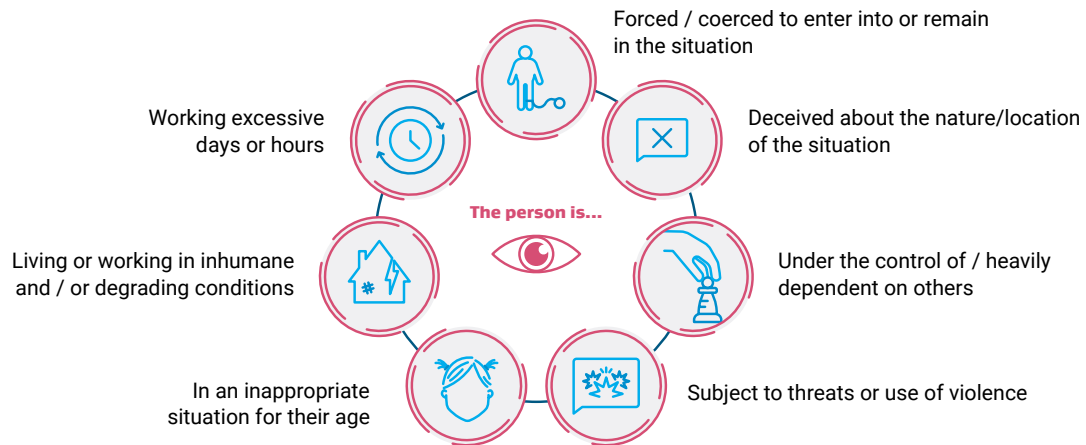 Forced / coerced to enter into or remain
in the situation
Working excessive
days or hours
Deceived about the nature/location
of the situation
The person is...
Living or working in inhumane
and / or degrading conditions
Under the control of / heavily
dependent on others
In an inappropriate
situation for their age
Subject to threats or use of violence